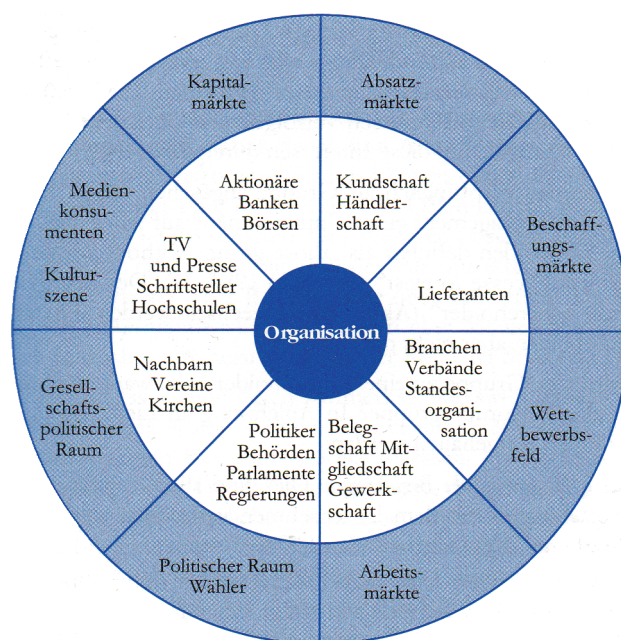 Kapital-
märkte
Absatz-
märkte
Medien-
konsu-
menten
Kultur-
szene
Aktionäre
Banken
Börsen
Kundschaft
Händler-
schaft
Beschaff-
ungs-
märkte
TV
und Presse
Schriftsteller
Hochschulen
Lieferanten
Organisation
Nachbarn
Vereine
Kirchen
Branchen
Verbände
Standes-
organi-
sation
Gesell-
schafts-
politischer
Raum
Politiker
Behörden
Parlamente
Regierungen
Beleg-
schaft Mit-
gliedschaft
Gewerk-
schaft
Wett-
bewerbs-
feld
Politischer Raum
Wähler
Arbeits-
märkte